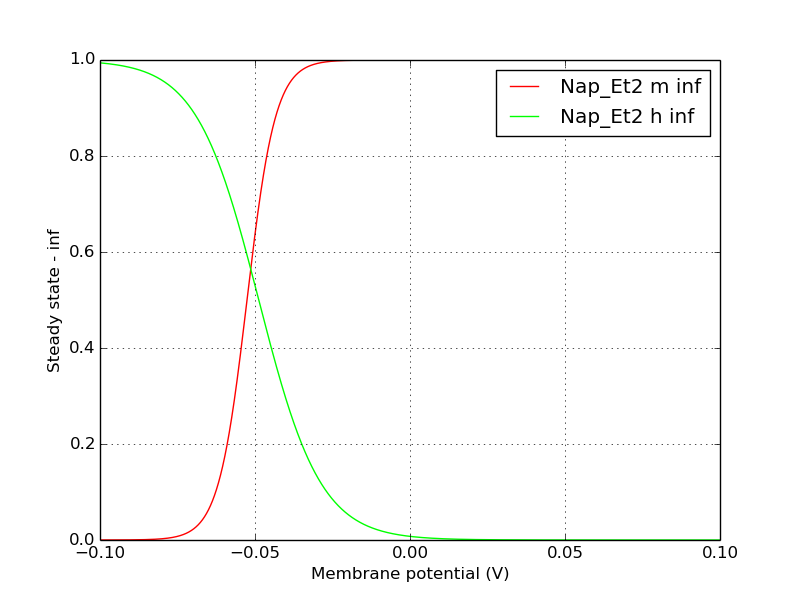 1.0
0.8
0.6
0.4
0.2
0.0
Steady state - inf
Nap_Et2 m inf
Nap_Et2 h inf
−0.10
−0.05
0.00
0.05
0.10
Membrane potential (V)